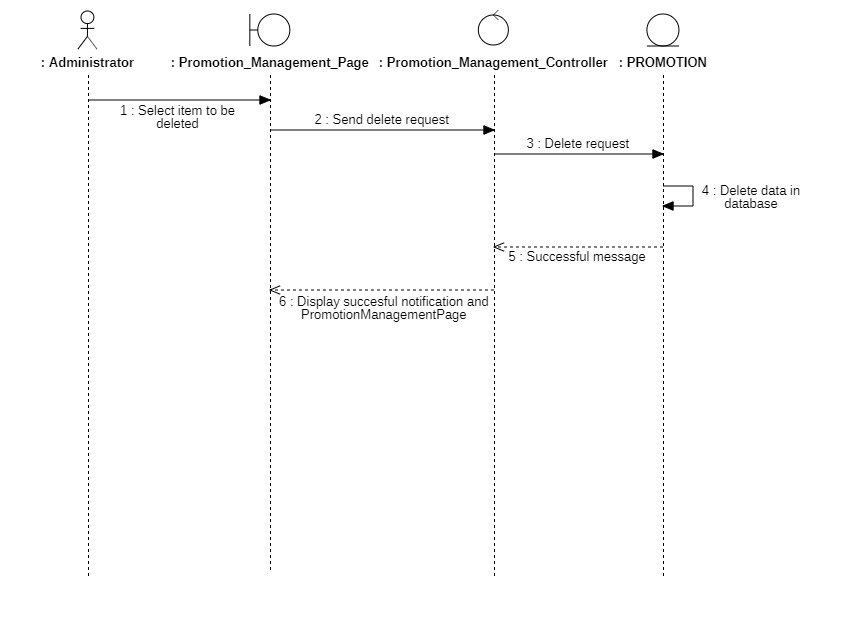 : Administrator
: Promotion_Management_Page
: Promotion_Management_Controller
: PROMOTION
1 : Select item to be
deleted
2 : Send delete request
3 : Delete request
4 : Delete data in
database
5 : Successful message
6 : Display succesful notification and
PromotionManagementPage